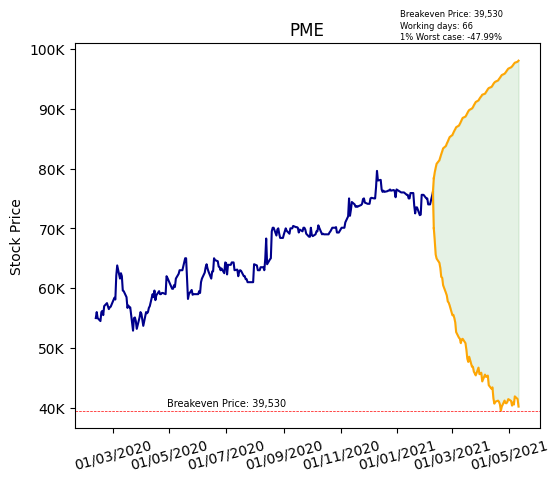 Breakeven Price: 39,530
Working days: 66
1% Worst case: -47.99%
PME
100K
90K
80K
70K
60K
50K
40K
Stock Price
Breakeven Price: 39,530
01/03/2020
01/05/2020
01/07/2020
01/09/2020
01/11/2020
01/01/2021
01/03/2021
01/05/2021